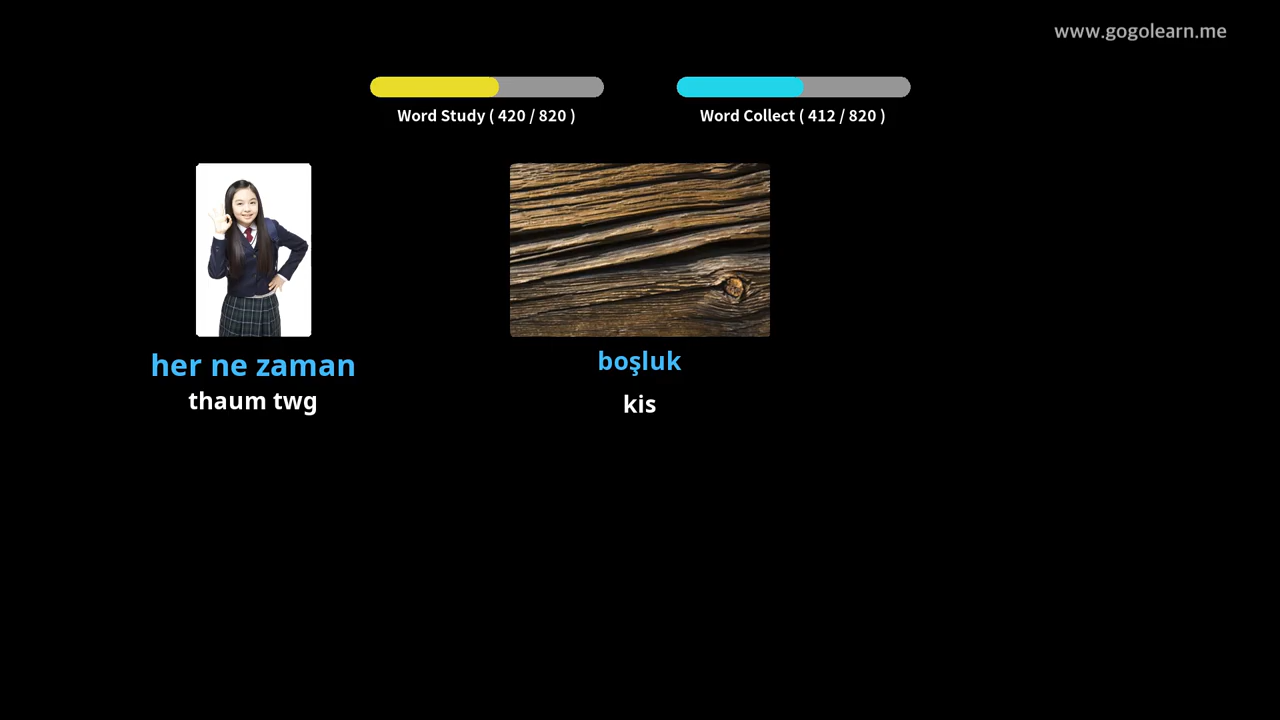 www.gogolearn.me
Word Study ( 420 / 820 )
Word Collect ( 412 / 820 )
her ne zaman
thaum twg
boşluk
kis